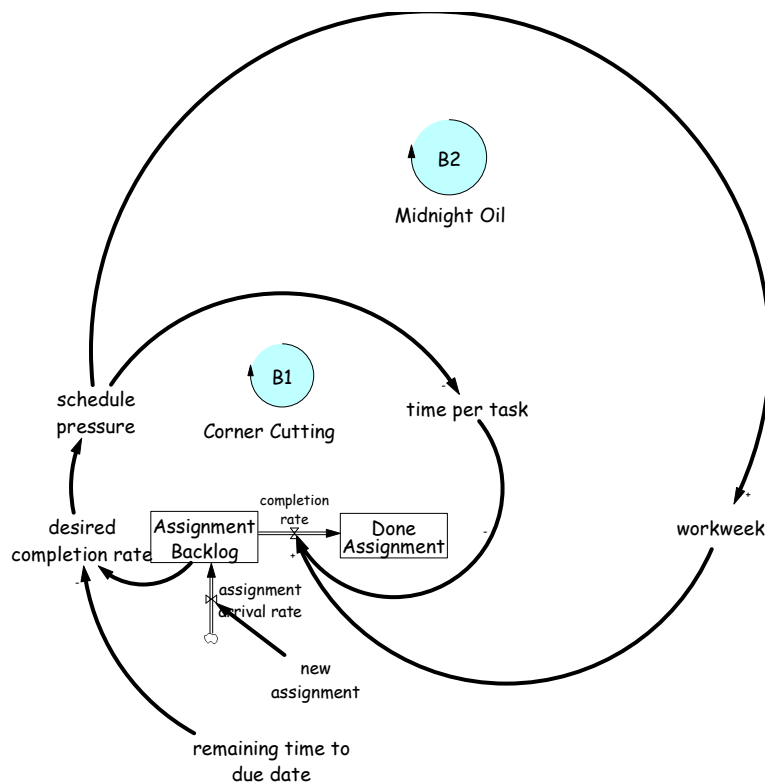 B2
Midnight Oil
B1
Corner Cutting
schedule
pressure
-
time per task
completion
rate
desired
completion rate
Assignment
Backlog
Done
Assignment
-
+
workweek
+
-
assignment
arrival rate
new
assignment
remaining time to
due date